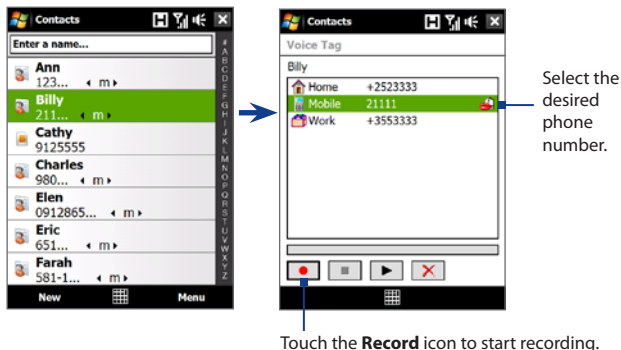 Contacts
Enter a name...
Ann
123... m
Billy
211... m
Cathy
9125555
Charles
980... m
Elen
0912865... m
Eric
651... m
Farah
581-1... m
#
A
B
C
D
E
F
G
H
I
J
K
L
M
N
O
P
Q
R
S
T
U
V
W
X
Y
Z
New
Menu
Contacts
Voice Tag
Billy
Home +2523333
Mobile 21111
Work +3553333
Select the
desired
phone
number.
Touch the Record icon to start recording.